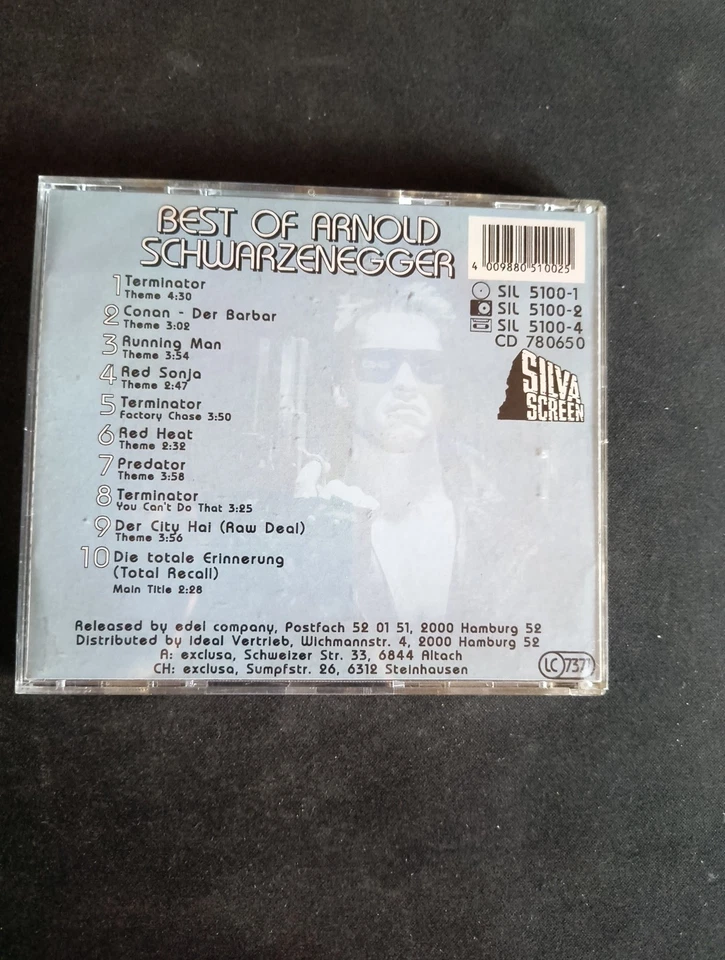 BEST OF ARNOLD
SCHWARZENEGGER
4 009880 510025
1 Terminator
Theme 4:30
2 Conan - Der Barbar
Theme 3:02
3 Running Man
Theme 3:54
4 Red Sonja
Theme 2:47
5 Terminator
Factory Chase 3:50
6 Red Heat
Theme 2:32
7 Predator
Theme 3:58
8 Terminator
You Can't Do That 3:25
9 Der City Hai (Raw Deal)
Theme 3:56
10 Die totale Erinnerung
(Total Recall)
Main Title 2:28
SIL 5100-1
SIL 5100-2
SIL 5100-4
CD 780650
SILVA
SCREEN
Released by edel company, Postfach 52 01 51, 2000 Hamburg 52
Distributed by Ideal Vertrieb, Wichmannstr. 4, 2000 Hamburg 52
A: exclusa, Schweizer Str. 33, 6844 Altach
CH: exclusa, Sumpfstr. 26, 6312 Steinhausen
LC 7371